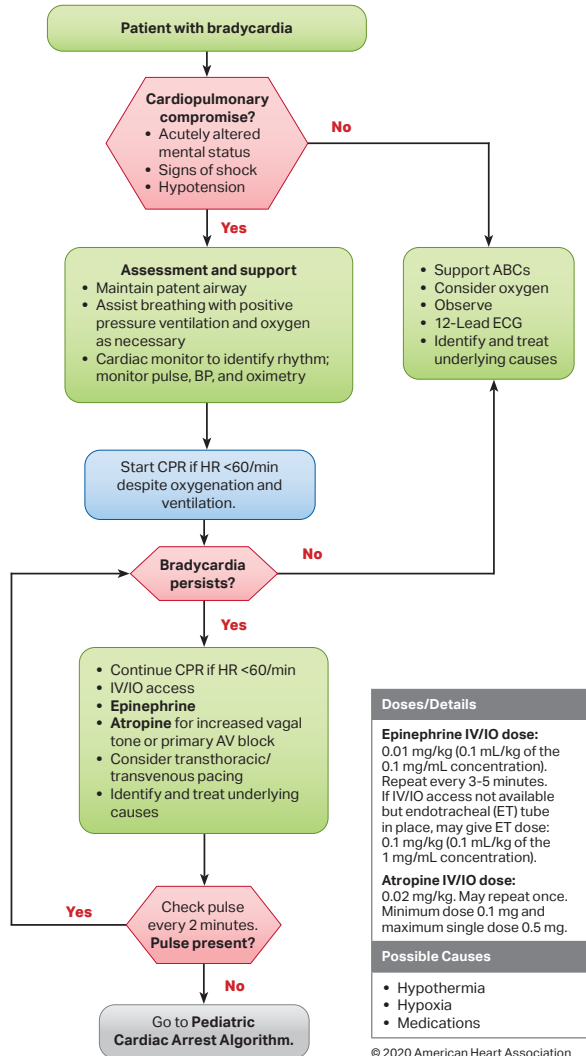 Patient with bradycardia
Cardiopulmonary
compromise?
• Acutely altered
mental status
• Signs of shock
• Hypotension
No
Yes
Assessment and support
• Maintain patent airway
• Assist breathing with positive
pressure ventilation and oxygen
as necessary
• Cardiac monitor to identify rhythm;
monitor pulse, BP, and oximetry
• Support ABCs
• Consider oxygen
• Observe
• 12-Lead ECG
• Identify and treat
underlying causes
Start CPR if HR <60/min
despite oxygenation and
ventilation.
Bradycardia
persists?
No
Yes
• Continue CPR if HR <60/min
• IV/IO access
• Epinephrine
• Atropine for increased vagal
tone or primary AV block
• Consider transthoracic/
transvenous pacing
• Identify and treat underlying
causes
Check pulse
every 2 minutes.
Pulse present?
Yes
No
Go to Pediatric
Cardiac Arrest Algorithm.
Doses/Details
Epinephrine IV/IO dose:
0.01 mg/kg (0.1 mL/kg of the
0.1 mg/mL concentration).
Repeat every 3-5 minutes.
If IV/IO access not available
but endotracheal (ET) tube
in place, may give ET dose:
0.1 mg/kg (0.1 mL/kg of the
1 mg/mL concentration).
Atropine IV/IO dose:
0.02 mg/kg. May repeat once.
Minimum dose 0.1 mg and
maximum single dose 0.5 mg.
Possible Causes
• Hypothermia
• Hypoxia
• Medications
© 2020 American Heart Association